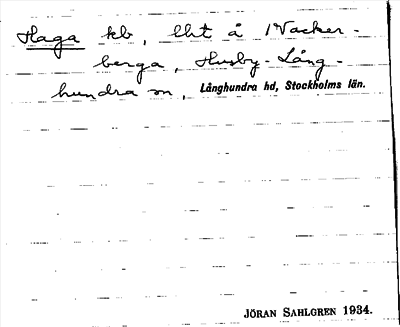 Haga kb, lht å Wacker-
berga, Husby-Lång-
hundra sn, Långhundra hd, Stockholms län.
JÖRAN SAHLGREN 1934.